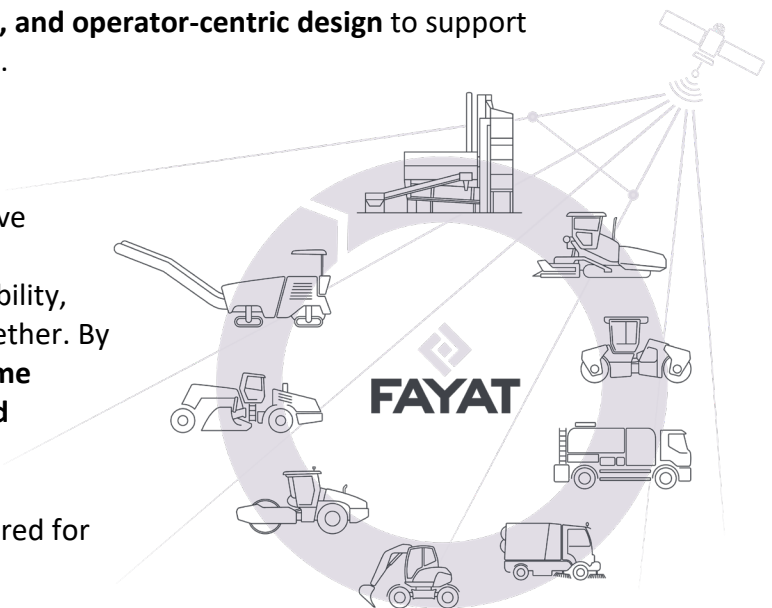 , and operator-centric design to support
.
ve
bility,
ether. By
me
d
red for
FAYAT